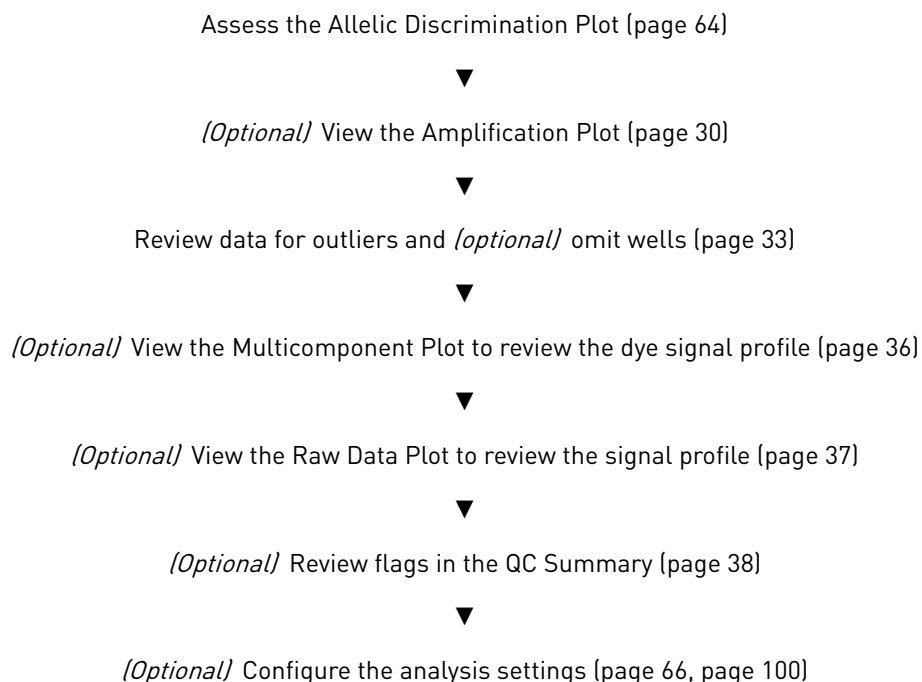 Assess the Allelic Discrimination Plot (page 64)
▼
(Optional) View the Amplification Plot (page 30)
▼
Review data for outliers and (optional) omit wells (page 33)
▼
(Optional) View the Multicomponent Plot to review the dye signal profile (page 36)
▼
(Optional) View the Raw Data Plot to review the signal profile (page 37)
▼
(Optional) Review flags in the QC Summary (page 38)
▼
(Optional) Configure the analysis settings (page 66, page 100)